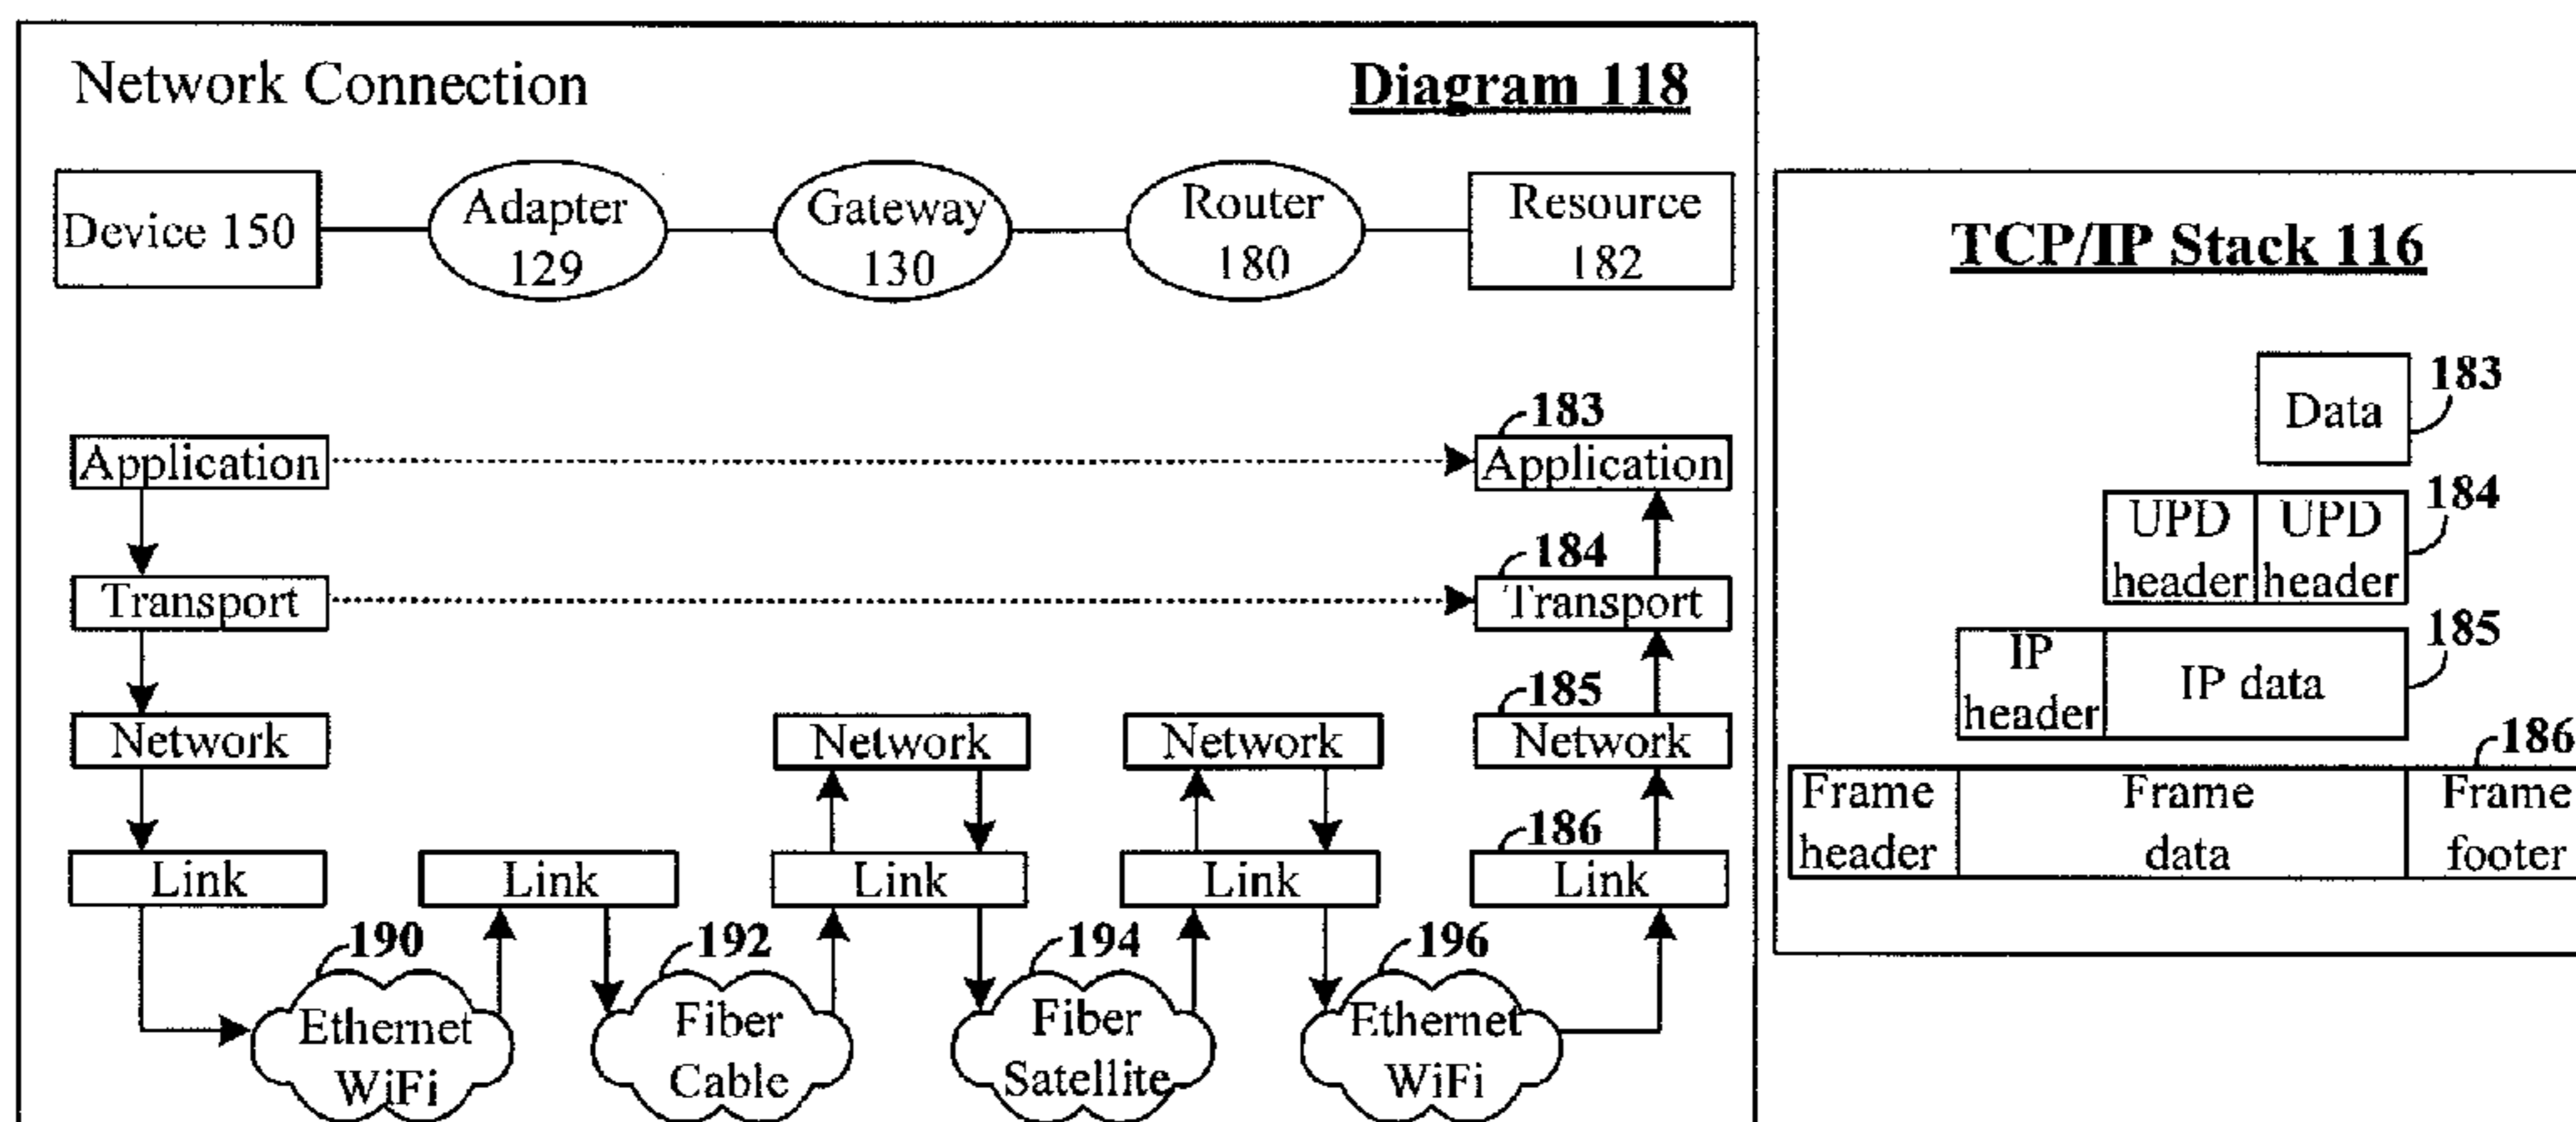 Network Connection
Diagram 118
Device 150
Adapter
129
Gateway
130
Router
180
Resource
182
183
Application
Application
184
Transport
Transport
185
Network
Network
Network
Network
186
Link
Link
Link
Link
Link
190
192
194
196
Ethernet
WiFi
Fiber
Cable
Fiber
Satellite
Ethernet
WiFi
TCP/IP Stack 116
183
Data
184
UPD
header
UPD
header
185
IP
header
IP data
186
Frame
header
Frame
data
Frame
footer